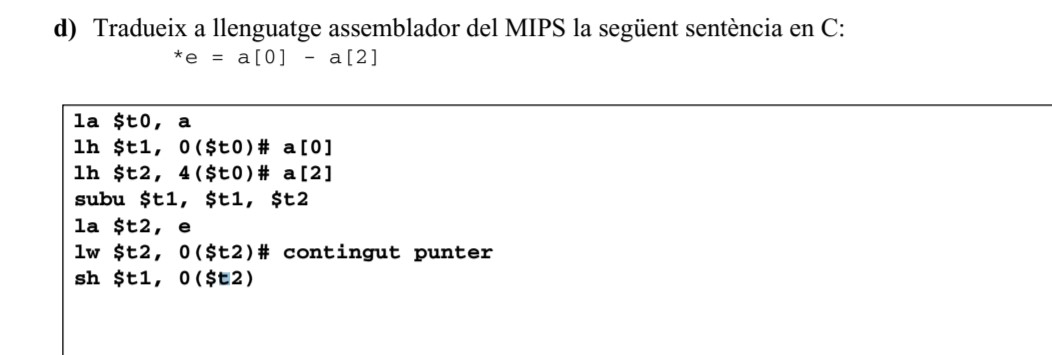 d) Tradueix a llenguatge assemblador del MIPS la següent sentència en C:
*e = a[0] - a[2]
la $t0, a
lh $t1, 0($t0)# a[0]
lh $t2, 4($t0)# a[2]
subu $t1, $t1, $t2
la $t2, e
lw $t2, 0($t2)# contingut punter
sh $t1, 0($t2)